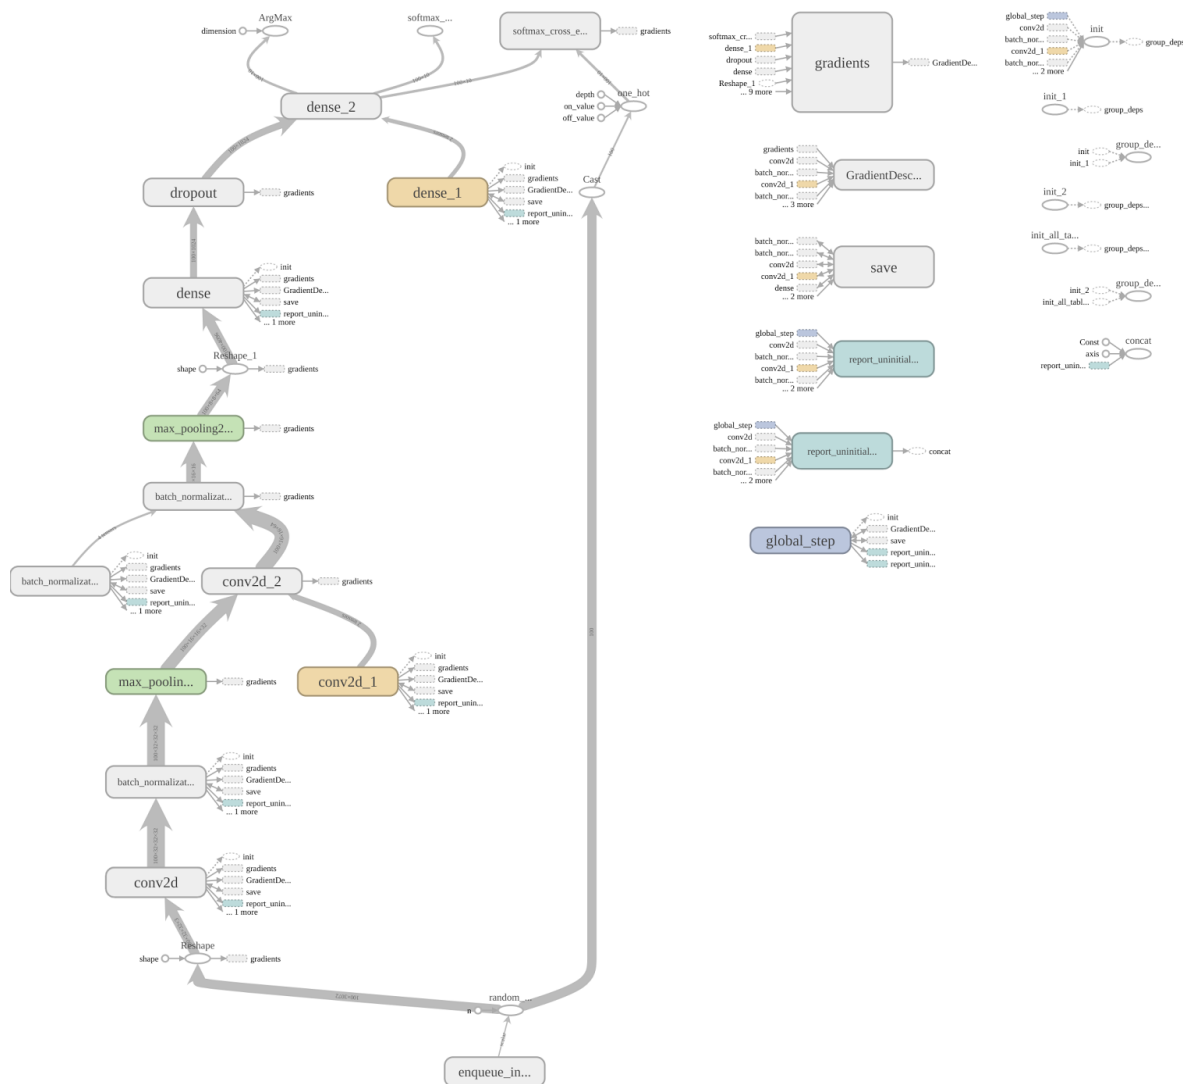 ArgMax
dimension
softmax_...
softmax_cross_e...
gradients
dense_2
depth
on_value
off_value
one_hot
dropout
gradients
dense_1
init
gradients
GradientDe...
save
report_unin...
... 1 more
Cast
dense
init
gradients
GradientDe...
save
report_unin...
... 1 more
Reshape_1
shape
gradients
max_pooling2...
gradients
batch_normalizat...
gradients
batch_normalizat...
init
gradients
GradientDe...
save
report_unin...
... 1 more
conv2d_2
gradients
max_poolin...
gradients
conv2d_1
init
gradients
GradientDe...
save
report_unin...
... 1 more
batch_normalizat...
init
gradients
GradientDe...
save
report_unin...
... 1 more
conv2d
init
gradients
GradientDe...
save
report_unin...
... 1 more
Reshape
shape
gradients
random_...
n
enqueue_in...
softmax_cr...
dense_1
dropout
dense
Reshape_1
... 9 more
gradients
GradientDe...
gradients
conv2d
batch_nor...
conv2d_1
batch_nor...
... 3 more
GradientDesc...
batch_nor...
batch_nor...
conv2d
conv2d_1
dense
... 2 more
save
global_step
conv2d
batch_nor...
conv2d_1
batch_nor...
... 2 more
report_uninitial...
global_step
conv2d
batch_nor...
conv2d_1
batch_nor...
... 2 more
report_uninitial...
concat
global_step
init
GradientDe...
save
report_unin...
report_unin...
global_step
conv2d
batch_nor...
conv2d_1
batch_nor...
... 2 more
init
group_deps
init_1
group_deps
group_de...
init
init_1
init_2
group_deps...
init_all_ta...
group_deps...
group_de...
init_2
init_all_tabl...
concat
Const
axis
report_unin...